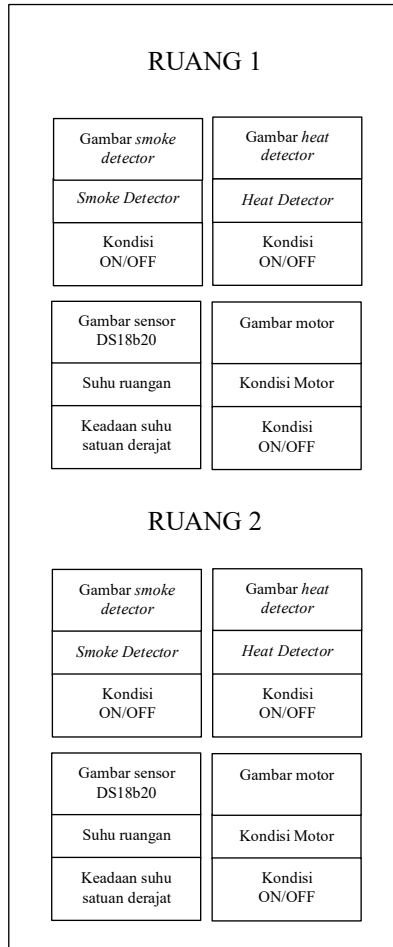 RUANG 1
Gambar smoke
detector
Smoke Detector
Kondisi
ON/OFF
Gambar heat
detector
Heat Detector
Kondisi
ON/OFF
Gambar sensor
DS18b20
Suhu ruangan
Keadaan suhu
satuan derajat
Gambar motor
Kondisi Motor
Kondisi
ON/OFF
RUANG 2
Gambar smoke
detector
Smoke Detector
Kondisi
ON/OFF
Gambar heat
detector
Heat Detector
Kondisi
ON/OFF
Gambar sensor
DS18b20
Suhu ruangan
Keadaan suhu
satuan derajat
Gambar motor
Kondisi Motor
Kondisi
ON/OFF